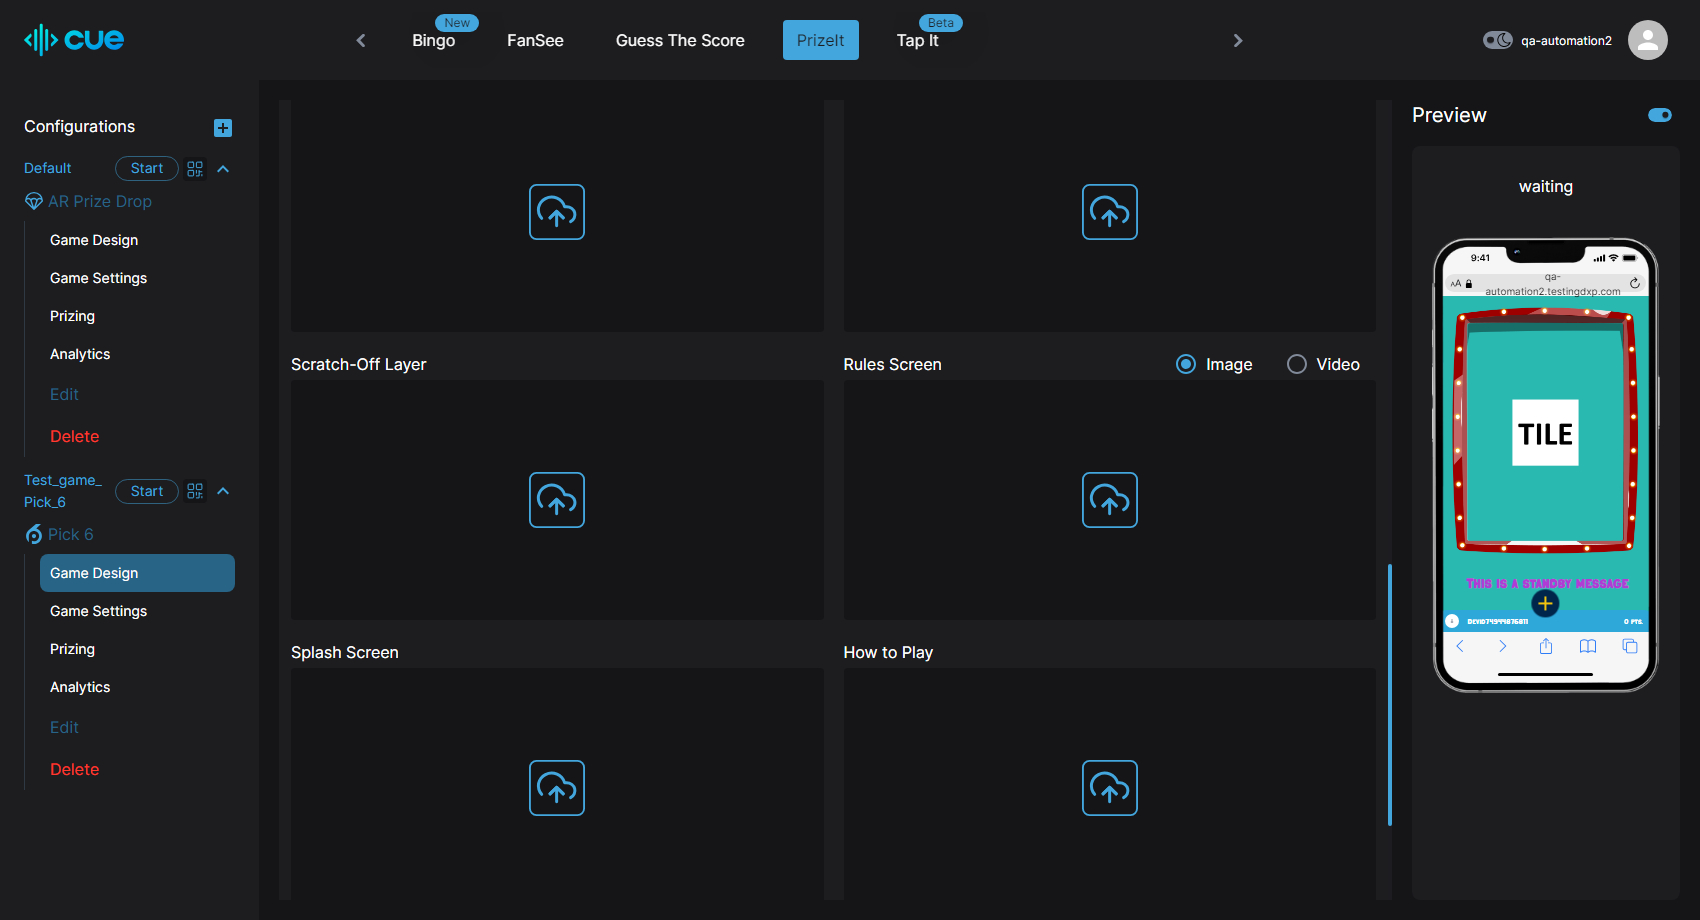 cue
New
Bingo
FanSee
Guess The Score
PrizeIt
Beta
Tap It
qa-automation2
Configurations
Default
Start
AR Prize Drop
Game Design
Game Settings
Prizing
Analytics
Edit
Delete
Test_game_
Pick_6
Start
Pick 6
Game Design
Game Settings
Prizing
Analytics
Edit
Delete
Scratch-Off Layer
Rules Screen
Image
Video
Splash Screen
How to Play
Preview
waiting
9:41
AA
qa-
automation2.testingdxp.com
TILE
THIS IS A STANDBY MESSAGE
0 PTS.